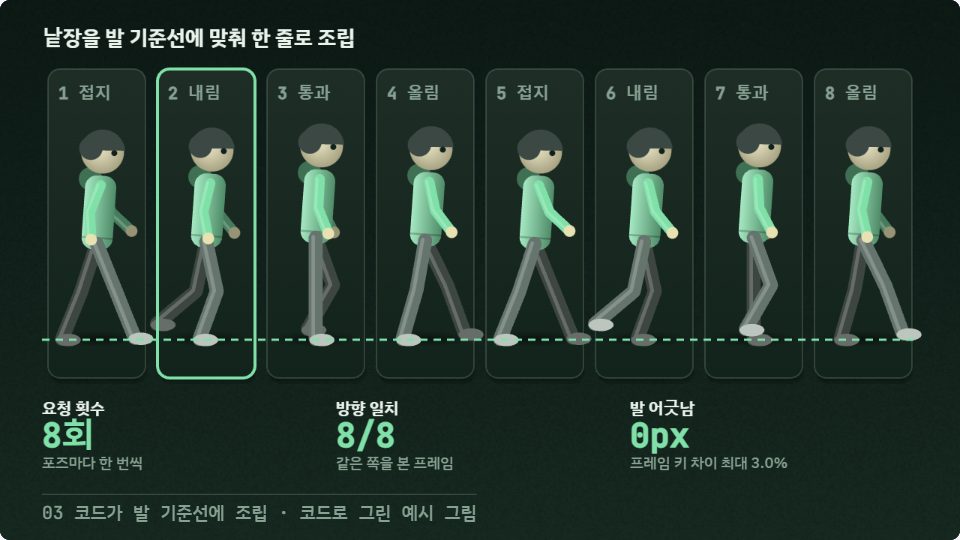 낱장을 발 기준선에 맞춰 한 줄로 조립
1 접지
2 내림
3 통과
4 올림
5 접지
6 내림
7 통과
8 올림
요청 횟수
8회
포즈마다 한 번씩
방향 일치
8/8
같은 쪽을 본 프레임
발 어긋남
0px
프레임 키 차이 최대 3.0%
03 코드가 발 기준선에 조립 · 코드로 그린 예시 그림